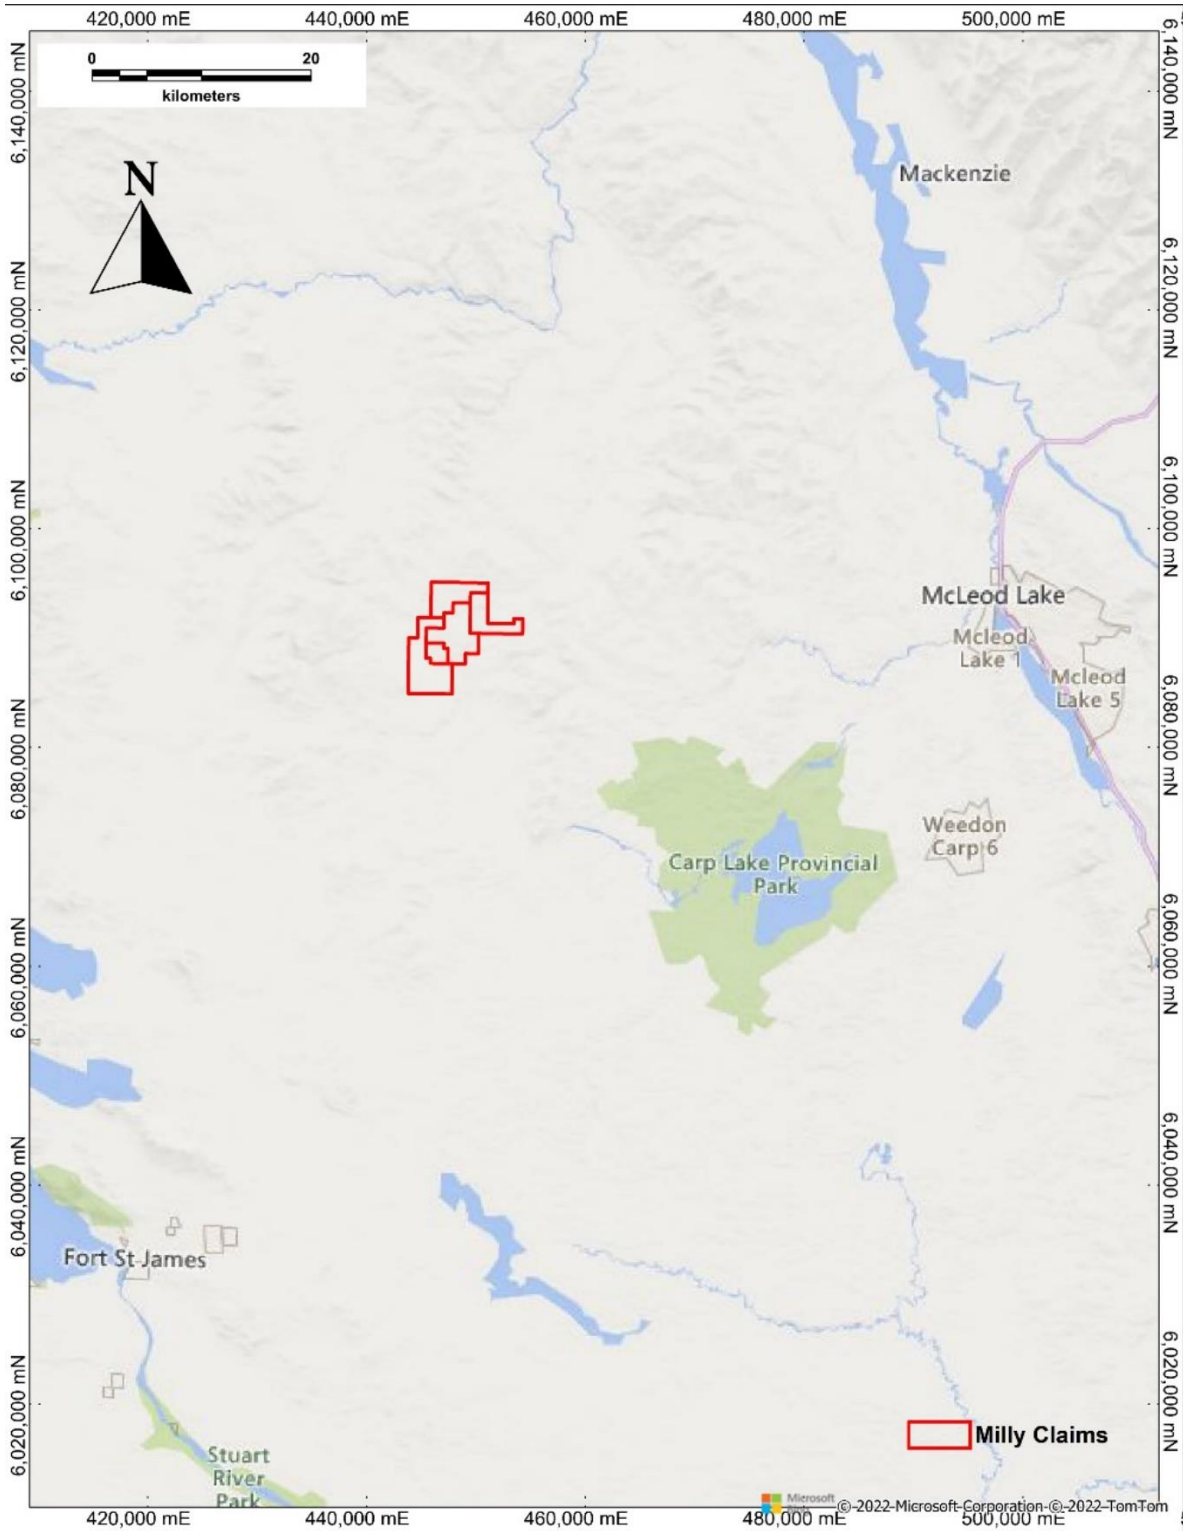 420,000 mE
440,000 mE
460,000 mE
480,000 mE
500,000 mE
0
20
kilometers
N
6,140,000 mN
6,140,000 mN
Mackenzie
6,120,000 mN
6,120,000 mN
6,100,000 mN
6,100,000 mN
McLeod Lake
Mcleod
Lake 1
Mcleod
Lake 5
6,080,000 mN
6,080,000 mN
Weedon
Carp 6
Carp Lake Provincial
Park
6,060,000 mN
6,060,000 mN
6,040,000 mN
6,040,000 mN
Fort St James
6,020,000 mN
6,020,000 mN
Milly Claims
Stuart
River
Park
Microsoft
© 2022 Microsoft Corporation © 2022 TomTom
420,000 mE
440,000 mE
460,000 mE
480,000 mE
500,000 mE